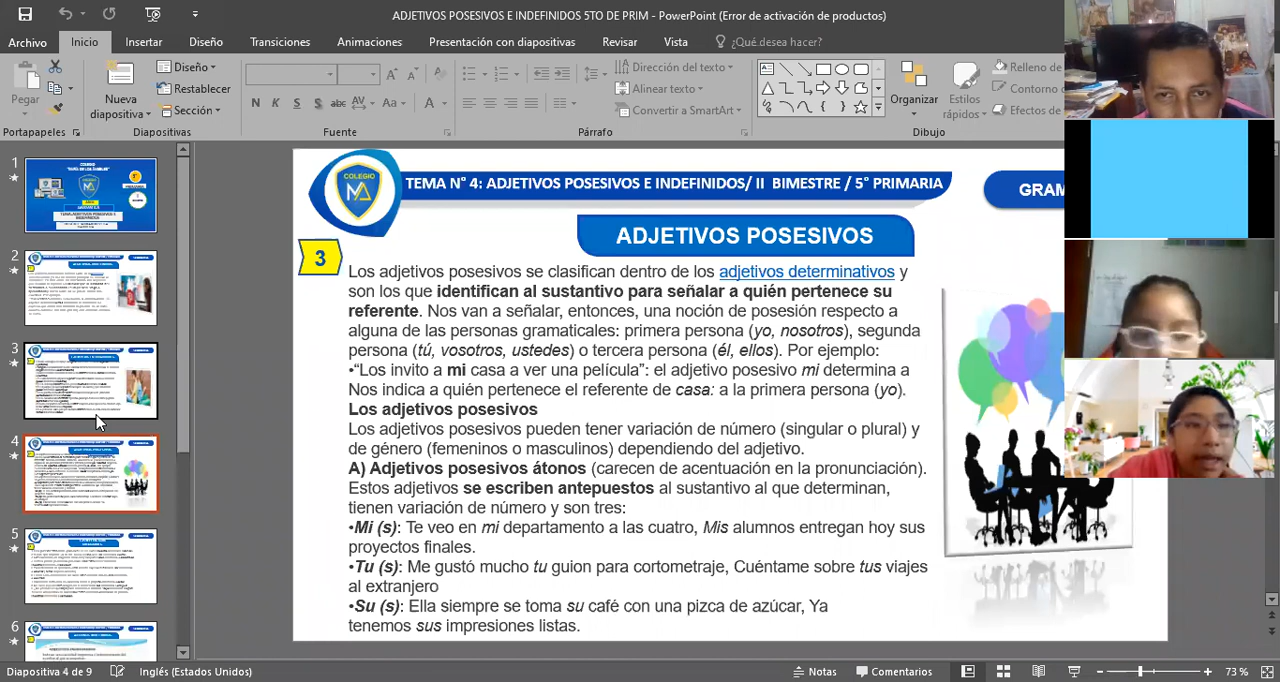 ADJETIVOS POSESIVOS E INDEFINIDOS 5TO DE PRIM - PowerPoint (Error de activación de productos)
Archivo Inicio Insertar Diseño Transiciones Animaciones Presentación con diapositivas Revisar Vista ¿Qué desea hacer?
Pegar
Nueva diapositiva
Diseño
Restablecer
Sección
N K S S abc AV Aa A
Dirección del texto
Alinear texto
Convertir a SmartArt
Organizar
Estilos rápidos
Relleno de
Contorno
Efectos de
Portapapeles Diapositivas Fuente Párrafo Dibujo
1
2
3
4
5
6
COLEGIO
MA
TEMA N° 4: ADJETIVOS POSESIVOS E INDEFINIDOS/ II BIMESTRE / 5° PRIMARIA
GRAM
ADJETIVOS POSESIVOS
3
Los adjetivos posesivos se clasifican dentro de los adjetivos determinativos y
son los que identifican al sustantivo para señalar a quién pertenece su
referente. Nos van a señalar, entonces, una noción de posesión respecto a
alguna de las personas gramaticales: primera persona (yo, nosotros), segunda
persona (tú, vosotros, ustedes) o tercera persona (él, ellos). Por ejemplo:
•“Los invito a mi casa a ver una película”: el adjetivo posesivo mi determina a
Nos indica a quién pertenece el referente de casa: a la primera persona (yo).
Los adjetivos posesivos
Los adjetivos posesivos pueden tener variación de número (singular o plural) y
de género (femeninos o masculinos) dependiendo del adjetivo.
A) Adjetivos posesivos átonos (carecen de acentuación en la pronunciación).
Estos adjetivos se colocan antepuestos al sustantivo al que determinan,
tienen variación de número y son tres:
•Mi (s): Te veo en mi departamento a las cuatro, Mis alumnos entregan hoy sus
proyectos finales.
•Tu (s): Me gustó mucho tu guion para cortometraje, Cuéntame sobre tus viajes
al extranjero
•Su (s): Ella siempre se toma su café con una pizca de azúcar, Ya
tenemos sus impresiones listas.
Diapositiva 4 de 9 Inglés (Estados Unidos) Notas Comentarios 73 %